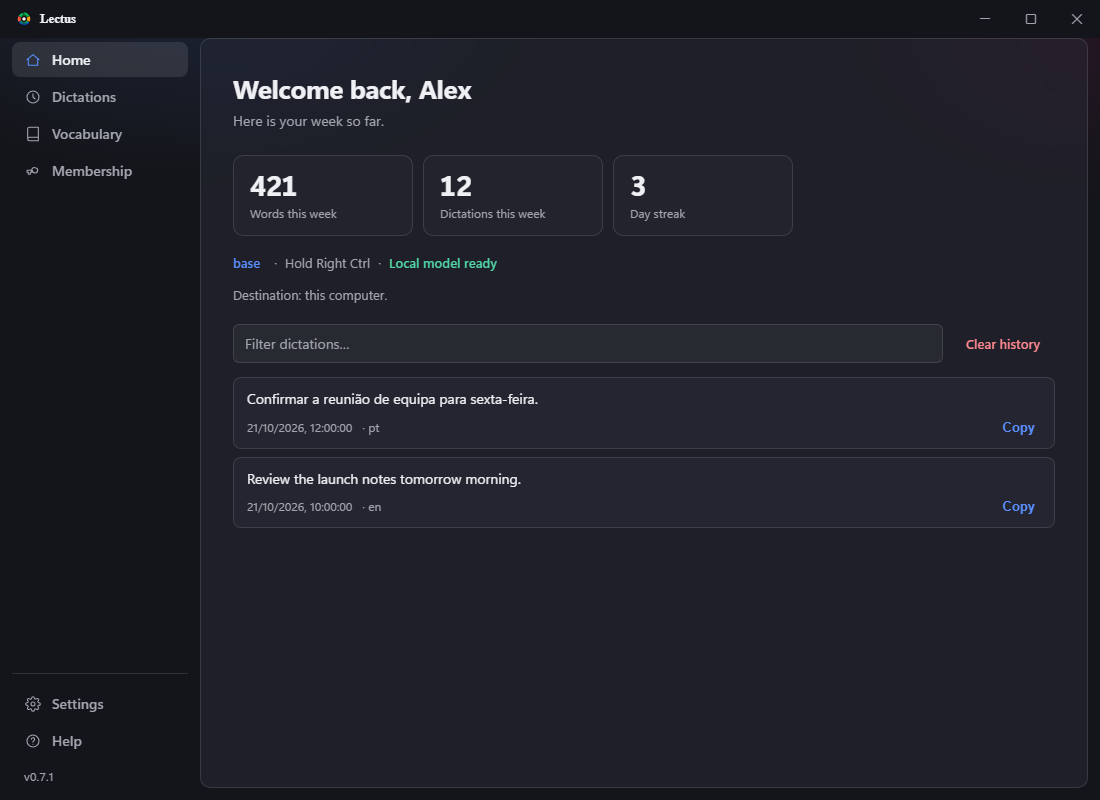 Lectus
Home
Dictations
Vocabulary
Membership
Settings
Help
v0.7.1
Welcome back, Alex
Here is your week so far.
421
Words this week
12
Dictations this week
3
Day streak
base · Hold Right Ctrl · Local model ready
Destination: this computer.
Filter dictations...
Clear history
Confirmar a reunião de equipa para sexta-feira.
21/10/2026, 12:00:00 · pt
Copy
Review the launch notes tomorrow morning.
21/10/2026, 10:00:00 · en
Copy